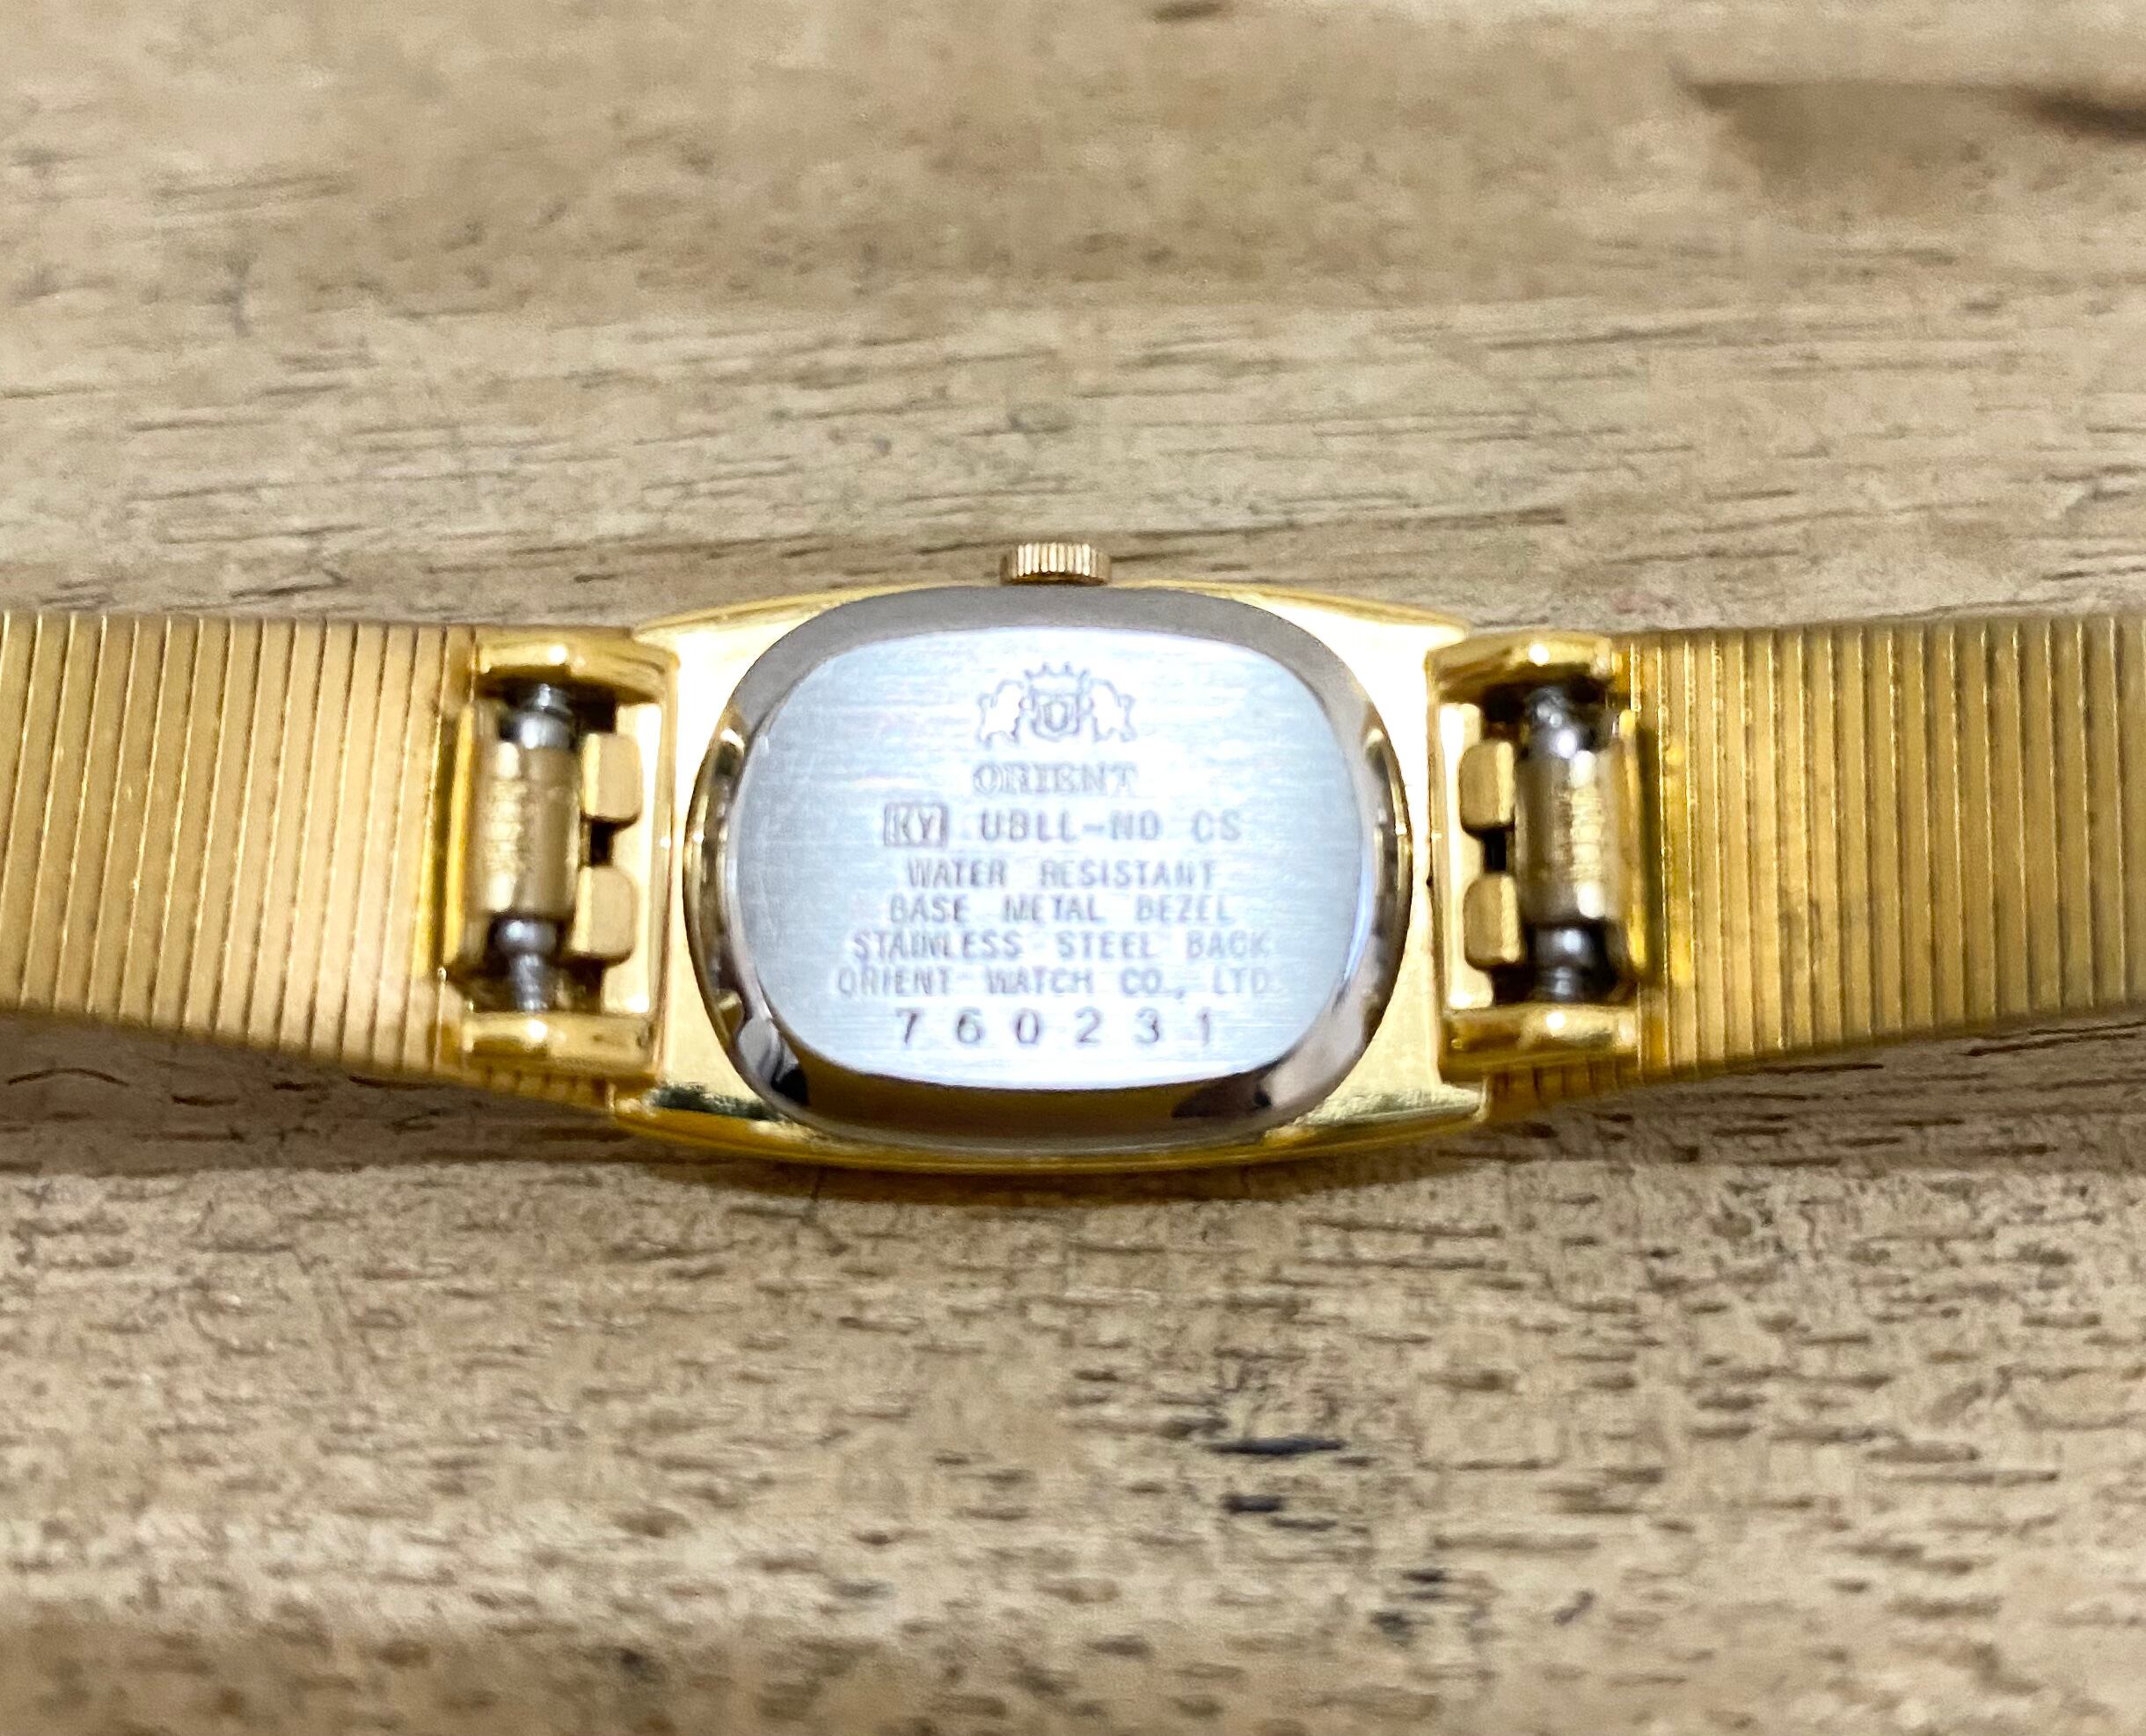 ORIENT
KY UBLL-N0 CS
WATER RESISTANT
BASE METAL BEZEL
STAINLESS STEEL BACK
ORIENT WATCH CO., LTD
760231